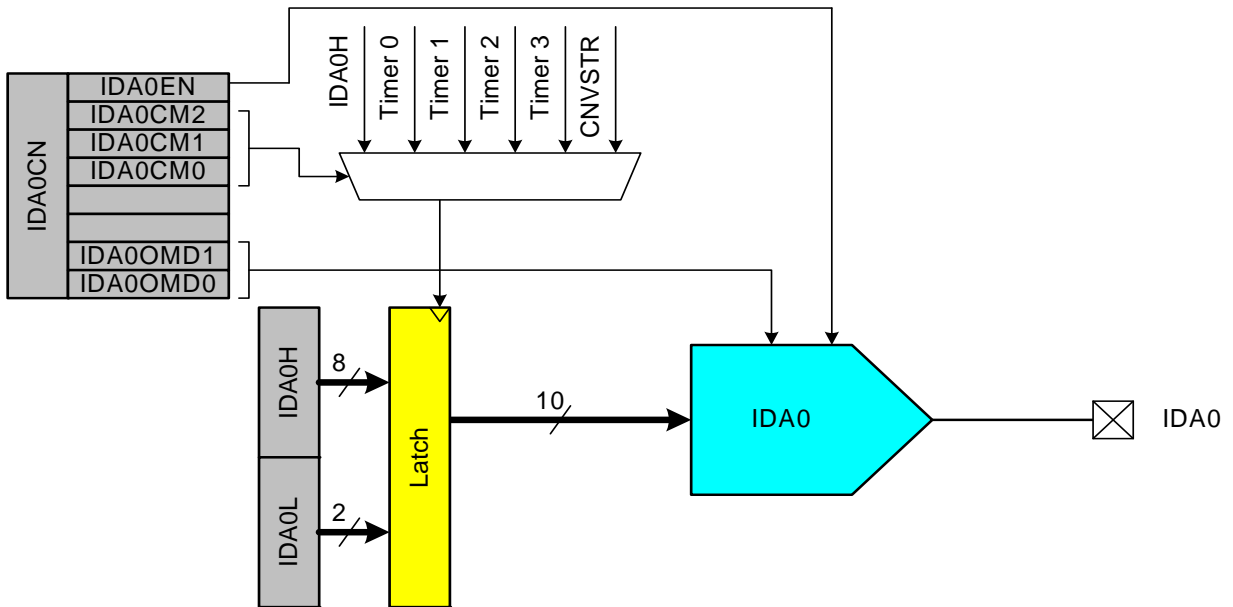 IDA0CN
IDA0EN
IDA0CM2
IDA0CM1
IDA0CM0
IDA0OMD1
IDA0OMD0
IDA0H
Timer 0
Timer 1
Timer 2
Timer 3
CNVSTR
IDA0H
8
IDA0L
2
Latch
10
IDA0
IDA0